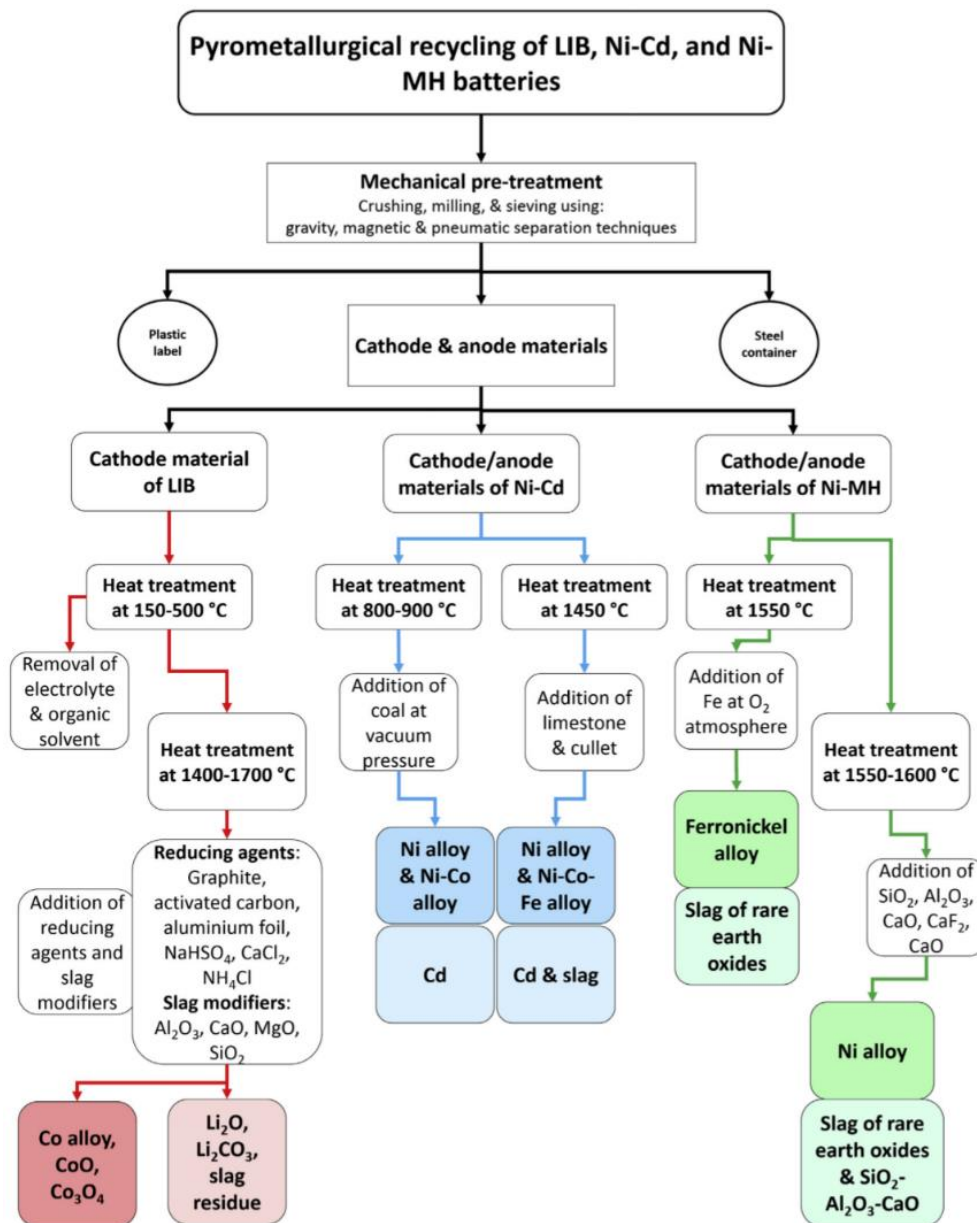 Pyrometallurgical recycling of LIB, Ni-Cd, and Ni-
MH batteries
Mechanical pre-treatment
Crushing, milling, & sieving using:
gravity, magnetic & pneumatic separation techniques
Plastic
label
Cathode & anode materials
Steel
container
Cathode material
of LIB
Cathode/anode
materials of Ni-Cd
Cathode/anode
materials of Ni-MH
Heat treatment
at 150-500 °C
Heat treatment
at 800-900 °C
Heat treatment
at 1450 °C
Heat treatment
at 1550 °C
Removal of
electrolyte
& organic
solvent
Heat treatment
at 1400-1700 °C
Addition of
coal at
vacuum
pressure
Addition of
limestone
& cullet
Addition of
Fe at O₂
atmosphere
Heat treatment
at 1550-1600 °C
Addition of
reducing
agents and
slag
modifiers
Reducing agents:
Graphite,
activated carbon,
aluminium foil,
NaHSO₄, CaCl₂,
NH₄Cl
Slag modifiers:
Al₂O₃, CaO, MgO,
SiO₂
Ni alloy
& Ni-Co
alloy
Cd
Ni alloy
& Ni-Co-
Fe alloy
Cd & slag
Ferronickel
alloy
Slag of rare
earth
oxides
Addition of
SiO₂, Al₂O₃,
CaO, CaF₂,
CaO
Ni alloy
Slag of rare
earth oxides
& SiO₂-
Al₂O₃-CaO
Co alloy,
CoO,
Co₃O₄
Li₂O,
Li₂CO₃,
slag
residue